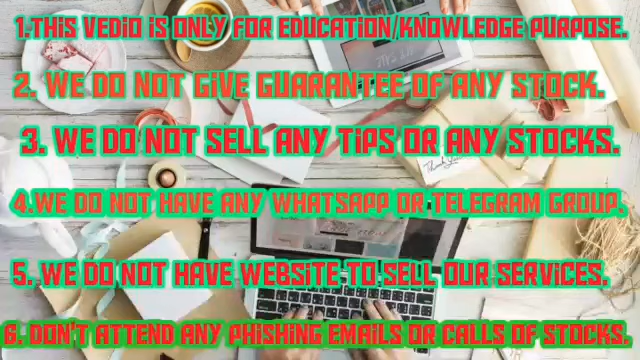 1.THIS VEDIO IS ONLY FOR EDUCATION/KNOWLEDGE PURPOSE.
2. WE DO NOT GIVE GUARANTEE OF ANY STOCK.
3. WE DO NOT SELL ANY TIPS OR ANY STOCKS.
4.WE DO NOT HAVE ANY WHATSAPP OR TELEGRAM GROUP.
5. WE DO NOT HAVE WEBSITE TO SELL OUR SERVICES.
6. DON'T ATTEND ANY PHISHING EMAILS OR CALLS OF STOCKS.